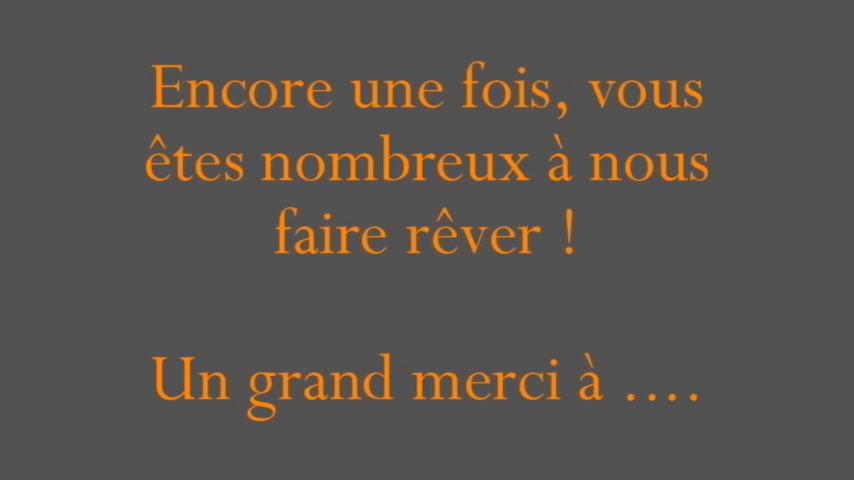 Encore une fois, vous
êtes nombreux à nous
faire rêver !
Un grand merci à ....